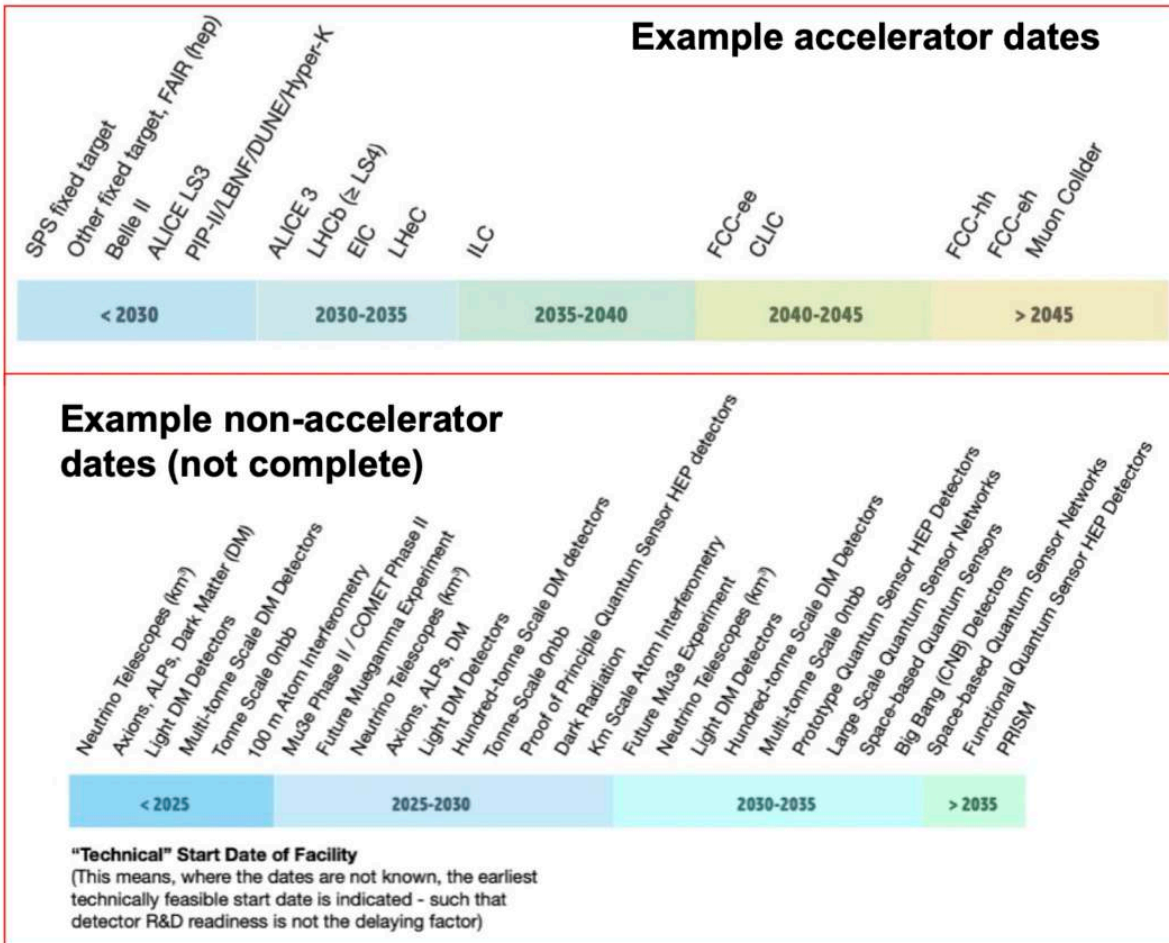 Example accelerator dates
SPS fixed target
Other fixed target, FAIR (hep)
Belle II
ALICE LS3
PIP-II/LBNF/DUNE/Hyper-K
ALICE 3
LHCb (≥ LS4)
EIC
LHeC
ILC
FCC-ee
CLIC
FCC-hh
FCC-eh
Muon Collder
< 2030
2030-2035
2035-2040
2040-2045
> 2045
Example non-accelerator
dates (not complete)
Neutrino Telescopes (km³)
Axions, ALPs, Dark Matter (DM)
Light DM Detectors
Multi-tonne Scale DM Detectors
Tonne Scale 0nbb
100 m Atom Interferometry
Mu3e Phase II / COMET Phase II
Future Muegamma Experiment
Neutrino Telescopes (km³)
Axions, ALPs, DM
Light DM Detectors
Hundred-tonne Scale DM detectors
Tonne-Scale 0nbb
Proof of Principle Quantum Sensor HEP detectors
Dark Radiation
Km Scale Atom Interferometry
Future Mu3e Experiment
Neutrino Telescopes (km³)
Light DM Detectors
Hundred-tonne Scale DM Detectors
Multi-tonne Scale 0nbb
Prototype Quantum Sensor HEP Detectors
Large Scale Quantum Sensor Networks
Space-based Quantum Sensors
Big Bang (CNB) Detectors
Space-based Quantum Sensor Networks
Functional Quantum Sensor HEP Detectors
PRISM
< 2025
2025-2030
2030-2035
> 2035
“Technical” Start Date of Facility
(This means, where the dates are not known, the earliest
technically feasible start date is indicated - such that
detector R&D readiness is not the delaying factor)